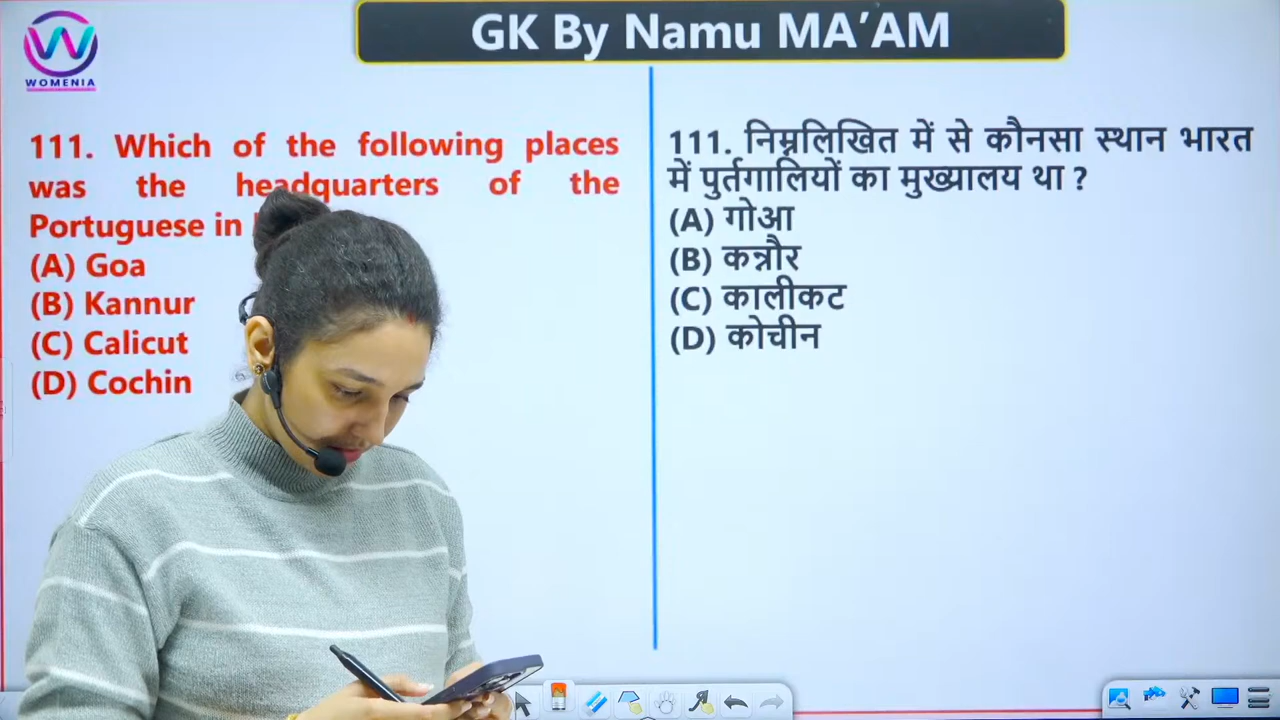 GK By Namu MA’AM
WOMENIA
111. Which of the following places
was the headquarters of the
Portuguese in
(A) Goa
(B) Kannur
(C) Calicut
(D) Cochin
111. निम्नलिखित में से कौनसा स्थान भारत
में पुर्तगालियों का मुख्यालय था ?
(A) गोआ
(B) कन्नौर
(C) कालीकट
(D) कोचीन